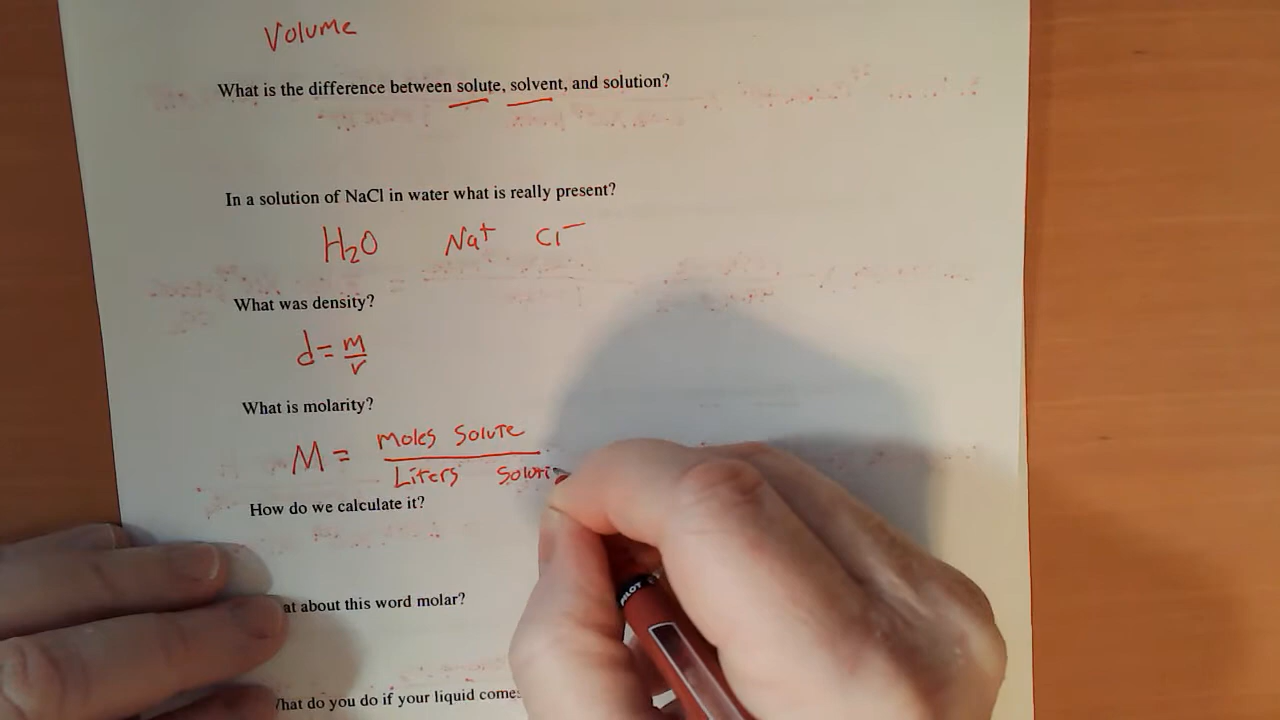 Volume
What is the difference between solute, solvent, and solution?
In a solution of NaCl in water what is really present?
H₂O Na⁺ Cl⁻
What was density?
d = m/v
What is molarity?
M = Moles Solute
Liters Soluti
How do we calculate it?
at about this word molar?
What do you do if your liquid comes
PILOT